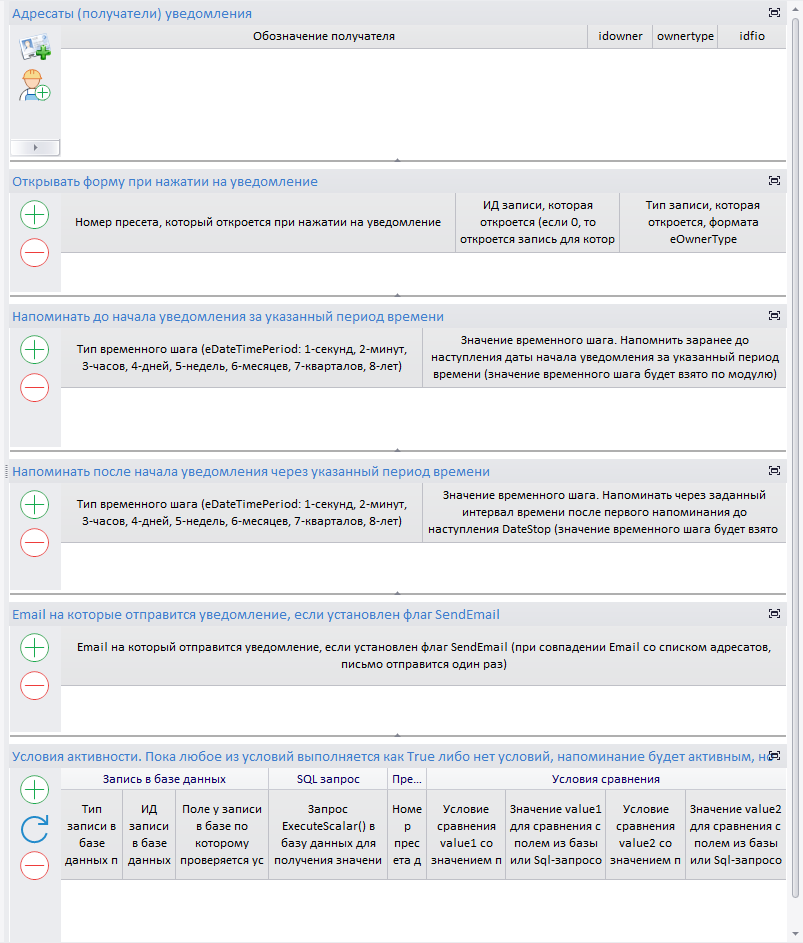 Адресаты (получатели) уведомления
Обозначение получателя idowner ownertype idfio
Открывать форму при нажатии на уведомление
Номер пресета, который откроется при нажатии на уведомление
ИД записи, которая
откроется (если 0, то
откроется запись для котор
Тип записи, которая
откроется, формата
eOwnerType
Напоминать до начала уведомления за указанный период времени
Тип временного шага (eDateTimePeriod: 1-секунд, 2-минут,
3-часов, 4-дней, 5-недель, 6-месяцев, 7-кварталов, 8-лет)
Значение временного шага. Напомнить заранее до
наступления даты начала уведомления за указанный период
времени (значение временного шага будет взято по модулю)
Напоминать после начала уведомления через указанный период времени
Тип временного шага (eDateTimePeriod: 1-секунд, 2-минут,
3-часов, 4-дней, 5-недель, 6-месяцев, 7-кварталов, 8-лет)
Значение временного шага. Напоминать через заданный
интервал времени после первого напоминания до
наступления DateStop (значение временного шага будет взято
Email на которые отправится уведомление, если установлен флаг SendEmail
Email на который отправится уведомление, если установлен флаг SendEmail (при совпадении Email со списком адресатов,
письмо отправится один раз)
Условия активности. Пока любое из условий выполняется как True либо нет условий, напоминание будет активным, но
Запись в базе данных SQL запрос Пре... Условия сравнения
Тип
записи в
базе
данных п
ИД
записи
в базе
данных
Поле у записи
в базе по
которому
проверяется ус
Запрос
ExecuteScalar() в
базу данных для
получения значени
Номе
р
прес
ета д
Условие
сравнения
value1 со
значением п
Значение value1
для сравнения с
полем из базы
или Sql-запросо
Условие
сравнения
value2 со
значением п
Значение value2
для сравнения с
полем из базы
или Sql-запросо